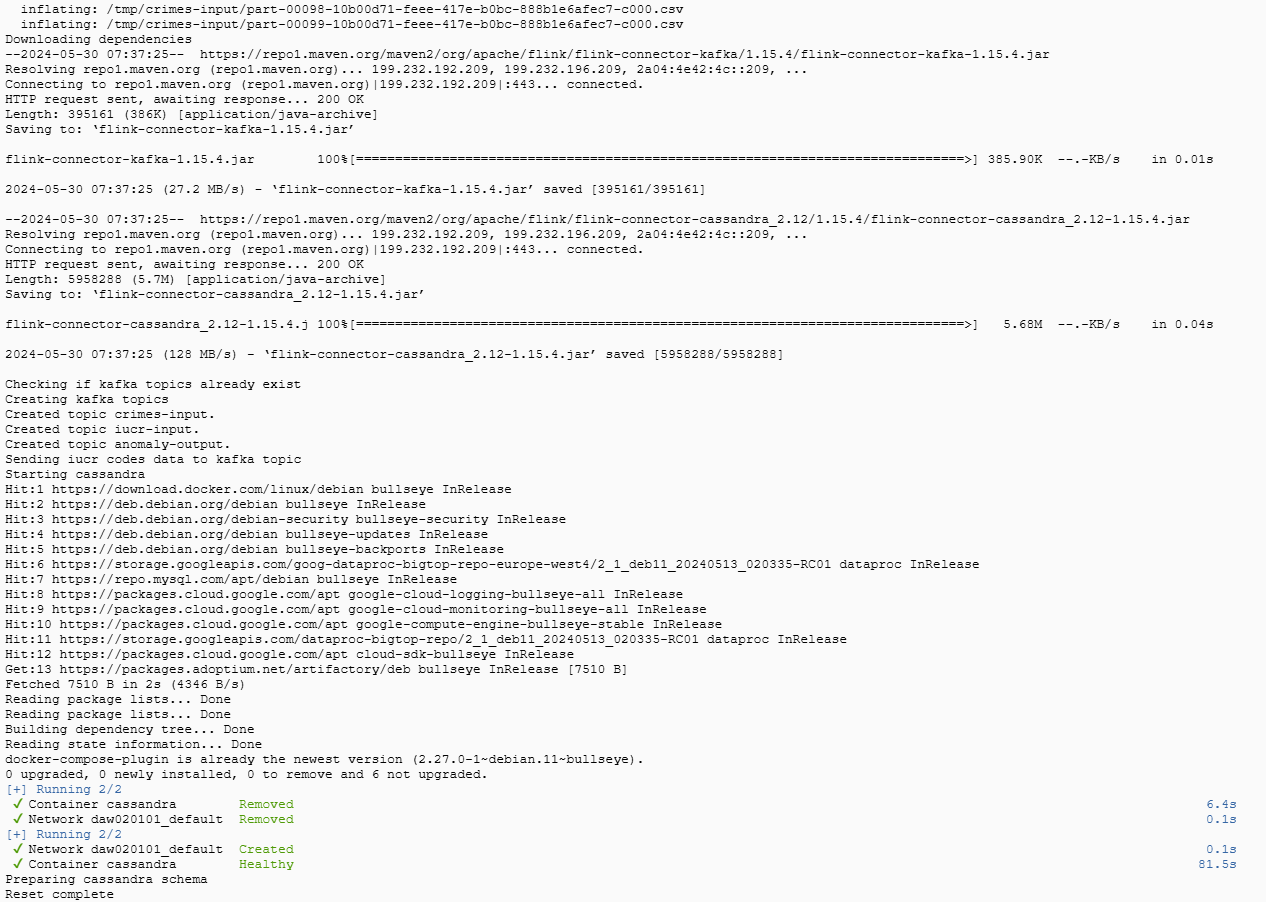 inflating: /tmp/crimes-input/part-00098-10b00d71-feee-417e-b0bc-888b1e6afec7-c000.csv
inflating: /tmp/crimes-input/part-00099-10b00d71-feee-417e-b0bc-888b1e6afec7-c000.csv
Downloading dependencies
--2024-05-30 07:37:25--  https://repo1.maven.org/maven2/org/apache/flink/flink-connector-kafka/1.15.4/flink-connector-kafka-1.15.4.jar
Resolving repo1.maven.org (repo1.maven.org)... 199.232.192.209, 199.232.196.209, 2a04:4e42:4c::209, ...
Connecting to repo1.maven.org (repo1.maven.org)|199.232.192.209|:443... connected.
HTTP request sent, awaiting response... 200 OK
Length: 395161 (386K) [application/java-archive]
Saving to: ‘flink-connector-kafka-1.15.4.jar’
flink-connector-kafka-1.15.4.jar        100%[==============================================================================>] 385.90K  --.-KB/s    in 0.01s
2024-05-30 07:37:25 (27.2 MB/s) - ‘flink-connector-kafka-1.15.4.jar’ saved [395161/395161]
--2024-05-30 07:37:25--  https://repo1.maven.org/maven2/org/apache/flink/flink-connector-cassandra_2.12/1.15.4/flink-connector-cassandra_2.12-1.15.4.jar
Resolving repo1.maven.org (repo1.maven.org)... 199.232.192.209, 199.232.196.209, 2a04:4e42:4c::209, ...
Connecting to repo1.maven.org (repo1.maven.org)|199.232.192.209|:443... connected.
HTTP request sent, awaiting response... 200 OK
Length: 5958288 (5.7M) [application/java-archive]
Saving to: ‘flink-connector-cassandra_2.12-1.15.4.jar’
flink-connector-cassandra_2.12-1.15.4.j 100%[==============================================================================>]   5.68M  --.-KB/s    in 0.04s
2024-05-30 07:37:25 (128 MB/s) - ‘flink-connector-cassandra_2.12-1.15.4.jar’ saved [5958288/5958288]
Checking if kafka topics already exist
Creating kafka topics
Created topic crimes-input.
Created topic iucr-input.
Created topic anomaly-output.
Sending iucr codes data to kafka topic
Starting cassandra
Hit:1 https://download.docker.com/linux/debian bullseye InRelease
Hit:2 https://deb.debian.org/debian bullseye InRelease
Hit:3 https://deb.debian.org/debian-security bullseye-security InRelease
Hit:4 https://deb.debian.org/debian bullseye-updates InRelease
Hit:5 https://deb.debian.org/debian bullseye-backports InRelease
Hit:6 https://storage.googleapis.com/goog-dataproc-bigtop-repo-europe-west4/2_1_deb11_20240513_020335-RC01 dataproc InRelease
Hit:7 https://repo.mysql.com/apt/debian bullseye InRelease
Hit:8 https://packages.cloud.google.com/apt google-cloud-logging-bullseye-all InRelease
Hit:9 https://packages.cloud.google.com/apt google-cloud-monitoring-bullseye-all InRelease
Hit:10 https://packages.cloud.google.com/apt google-compute-engine-bullseye-stable InRelease
Hit:11 https://storage.googleapis.com/dataproc-bigtop-repo/2_1_deb11_20240513_020335-RC01 dataproc InRelease
Hit:12 https://packages.cloud.google.com/apt cloud-sdk-bullseye InRelease
Get:13 https://packages.adoptium.net/artifactory/deb bullseye InRelease [7510 B]
Fetched 7510 B in 2s (4346 B/s)
Reading package lists... Done
Reading package lists... Done
Building dependency tree... Done
Reading state information... Done
docker-compose-plugin is already the newest version (2.27.0-1~debian.11~bullseye).
0 upgraded, 0 newly installed, 0 to remove and 6 not upgraded.
[+] Running 2/2
✔ Container cassandra        Removed        6.4s
✔ Network daw020101_default  Removed        0.1s
[+] Running 2/2
✔ Network daw020101_default  Created        0.1s
✔ Container cassandra        Healthy        81.5s
Preparing cassandra schema
Reset complete